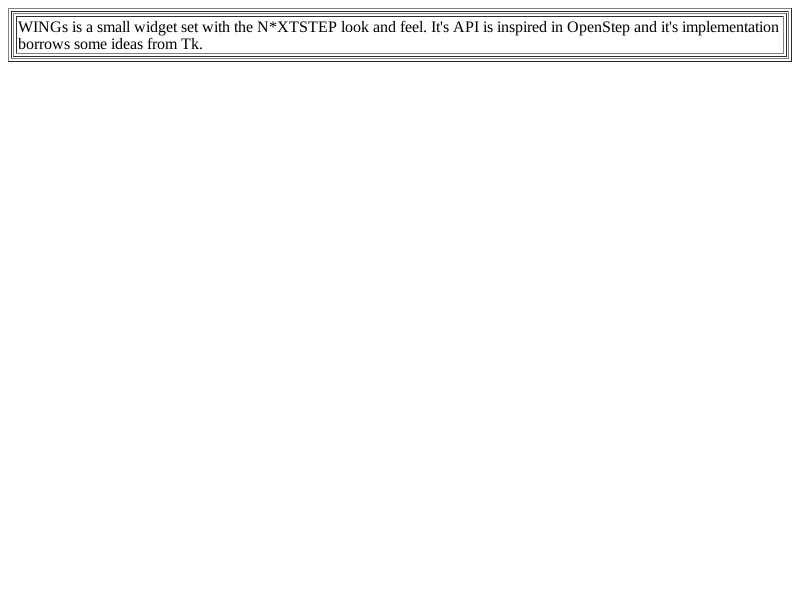 WINGs is a small widget set with the N*XTSTEP look and feel. It's API is inspired in OpenStep and it's implementation
borrows some ideas from Tk.